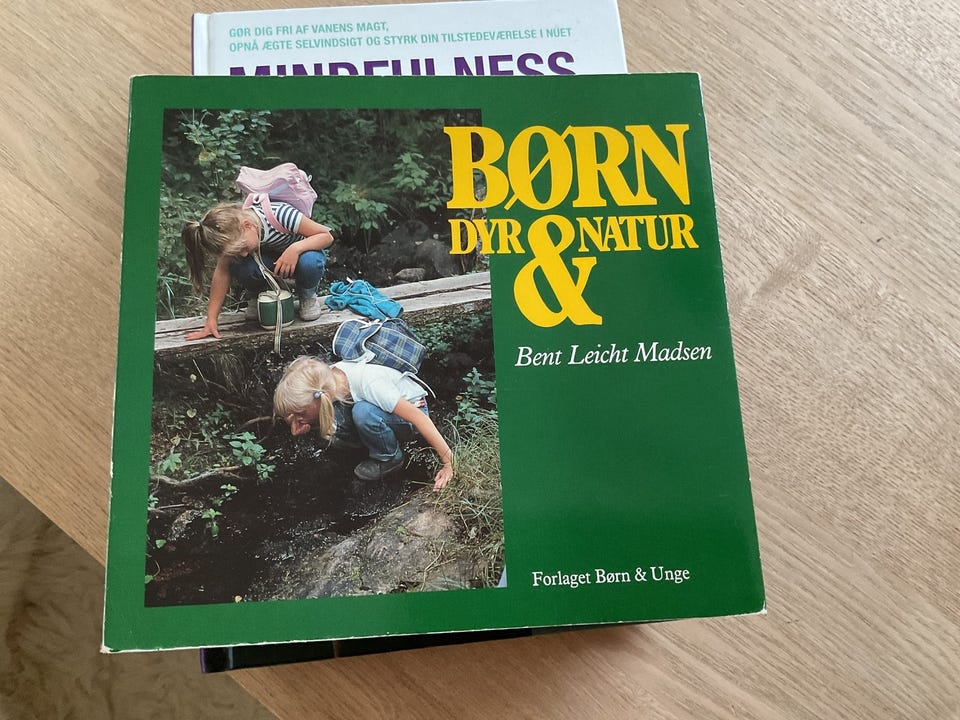 GØR DIG FRI AF VANENS MAGT,
OPNÅ ÆGTE SELVINDSIGT OG STYRK DIN TILSTEDEVÆRELSE I NUET
MINDFULNESS
BØRN
DYR & NATUR
Bent Leicht Madsen
Forlaget Børn & Unge